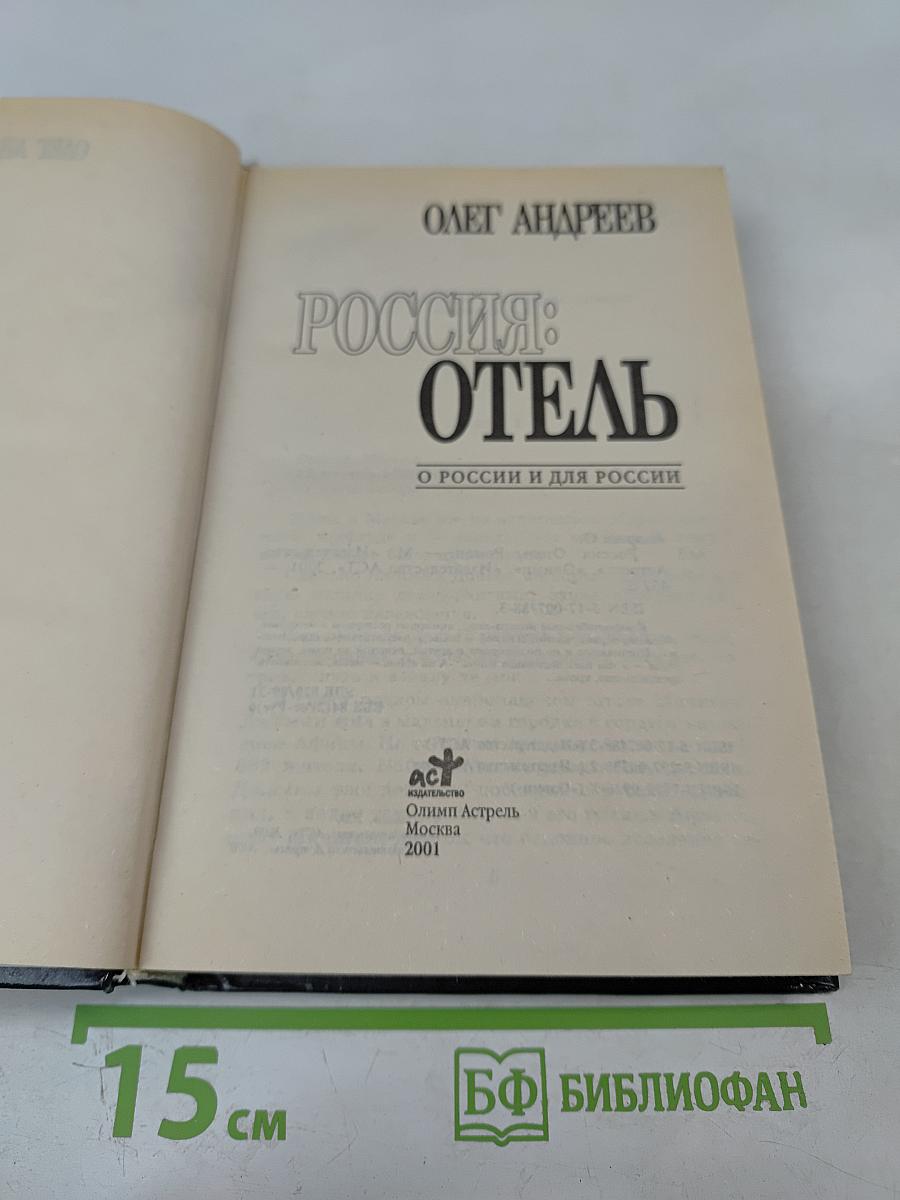 ОЛЕГ АНДРЕЕВ
РОССИЯ:
ОТЕЛЬ
О РОССИИ И ДЛЯ РОССИИ
аст
ИЗДАТЕЛЬСТВО
Олимп Астрель
Москва
2001
15 см
БФ БИБЛИОФАН